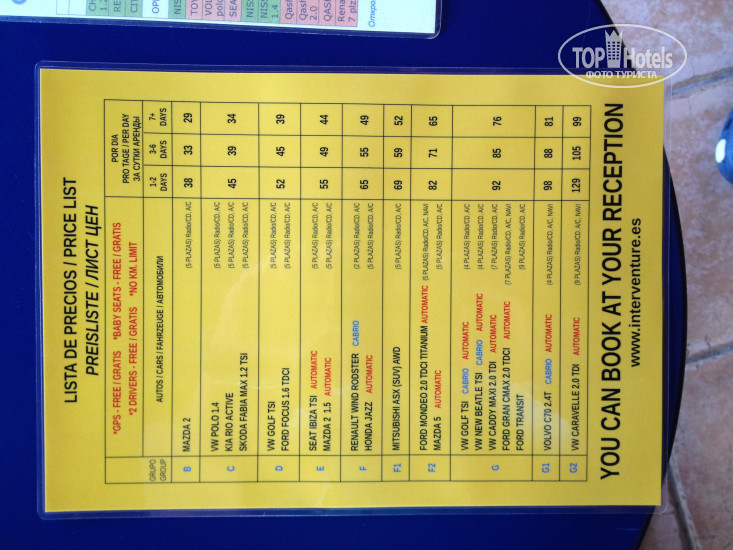 LISTA DE PRECIOS / PRICE LIST
PREISLISTE / ЛИСТ ЦЕН
*GPS - FREE / GRATIS *BABY SEATS - FREE / GRATIS
*2 DRIVERS - FREE / GRATIS *NO KM. LIMIT
POR DIA
PRO TAGE / PER DAY
ЗА СУТКИ АРЕНДЫ
GRUPO GROUP AUTOS / CARS / FAHRZEUGE / АВТОМОБИЛИ 1-2 DAYS 3-6 DAYS 7+ DAYS
B MAZDA 2 (5 PLAZAS) Radio/CD, A/C 38 33 29
VW POLO 1.4 (5 PLAZAS) Radio/CD, A/C
C KIA RIO ACTIVE (5 PLAZAS) Radio/CD, A/C 45 39 34
SKODA FABIA MAX 1.2 TSI (5 PLAZAS) Radio/CD, A/C
D VW GOLF TSI (5 PLAZAS) Radio/CD, A/C 52 45 39
FORD FOCUS 1.6 TDCI (5 PLAZAS) Radio/CD, A/C
E SEAT IBIZA TSI AUTOMATIC (5 PLAZAS) Radio/CD, A/C 55 49 44
MAZDA 2 1.5 AUTOMATIC (5 PLAZAS) Radio/CD, A/C
F RENAULT WIND RODSTER CABRIO (2 PLAZAS) Radio/CD, A/C 65 55 49
HONDA JAZZ AUTOMATIC (5 PLAZAS) Radio/CD, A/C
F1 MITSUBISHI ASX (SUV) AWD (5 PLAZAS) Radio/CD, A/C 69 59 52
F2 FORD MONDEO 2.0 TDCI TITANIUM AUTOMATIC (5 PLAZAS) Radio/CD, A/C, NAVI 82 71 65
MAZDA 5 AUTOMATIC (5 PLAZAS) Radio/CD, A/C
VW GOLF TSI CABRIO AUTOMATIC (4 PLAZAS) Radio/CD, A/C
VW NEW BEATLE TSI CABRIO AUTOMATIC (4 PLAZAS) Radio/CD, A/C
G VW CADDY MAXI 2.0 TDI AUTOMATIC (7 PLAZAS) Radio/CD, A/C 92 85 76
FORD GRAN CMAX 2.0 TDCI AUTOMATIC (7 PLAZAS) Radio/CD, A/C, NAVI
FORD TRANSIT (9 PLAZAS) Radio/CD, A/C
G1 VOLVO C70 2.4T CABRIO AUTOMATIC (4 PLAZAS) Radio/CD, A/C, NAVI 98 88 81
G2 VW CARAVELLE 2.0 TDI AUTOMATIC (9 PLAZAS) Radio/CD, A/C 129 105 99
YOU CAN BOOK AT YOUR RECEPTION
www.interventure.es
TOPHotels
ФОТО ТУРИСТА